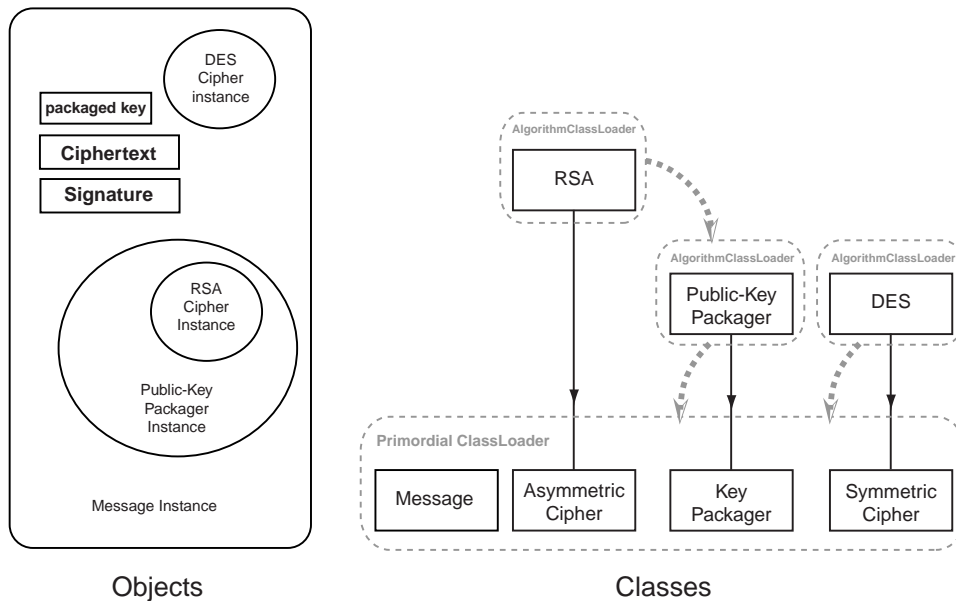 DES
Cipher
instance
packaged key
Ciphertext
Signature
RSA
Cipher
Instance
Public-Key
Packager
Instance
Message Instance
Objects
AlgorithmClassLoader
RSA
AlgorithmClassLoader
Public-Key
Packager
AlgorithmClassLoader
DES
Primordial ClassLoader
Message
Asymmetric
Cipher
Key
Packager
Symmetric
Cipher
Classes